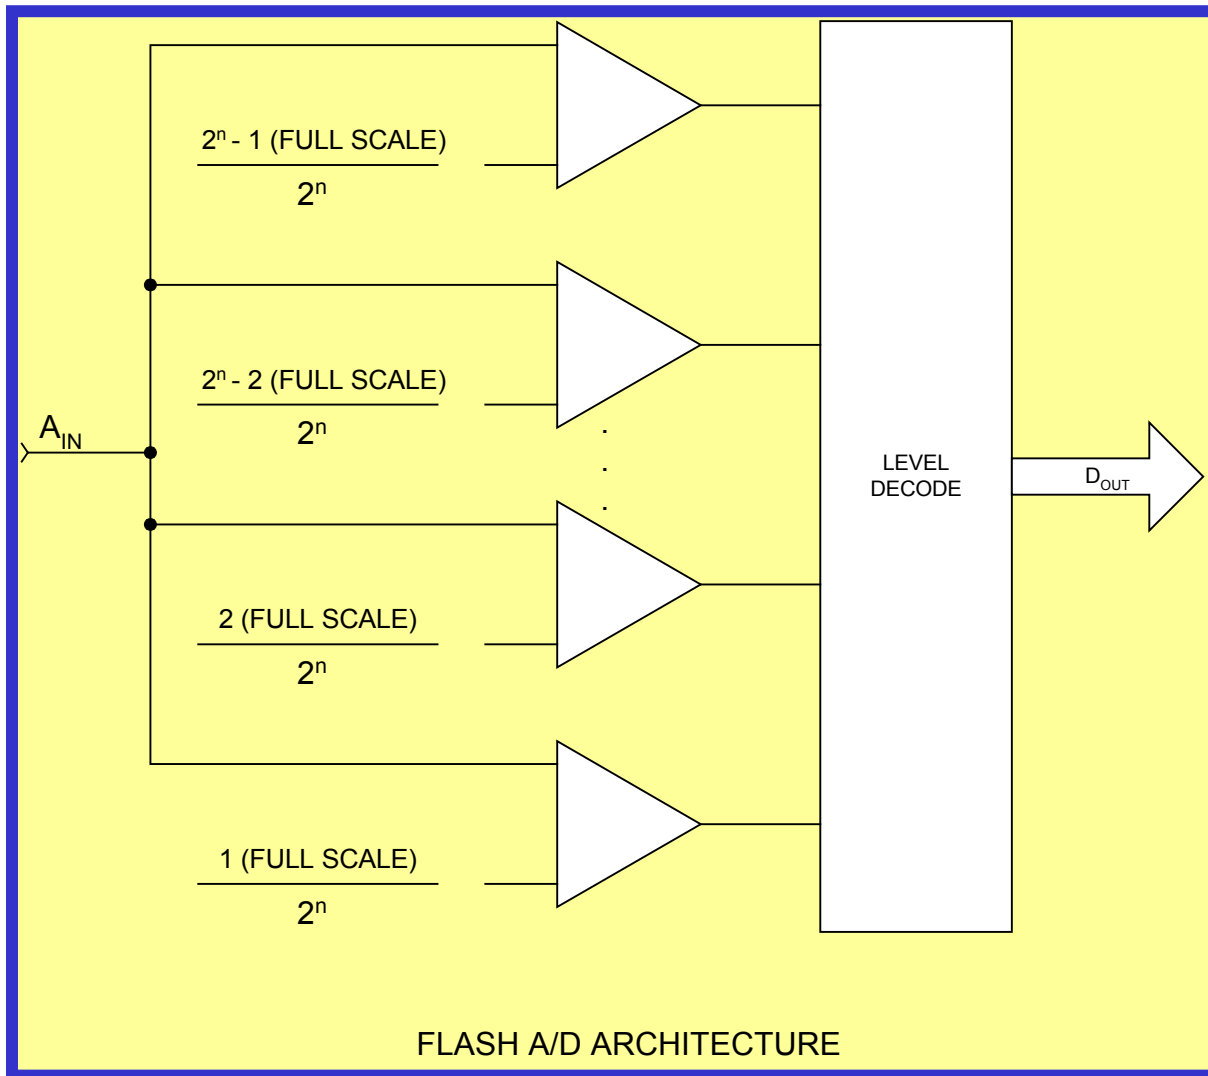 2ⁿ - 1 (FULL SCALE)
2ⁿ
2ⁿ - 2 (FULL SCALE)
2ⁿ
A_IN
.
.
.
LEVEL
DECODE
D_OUT
2 (FULL SCALE)
2ⁿ
1 (FULL SCALE)
2ⁿ
FLASH A/D ARCHITECTURE